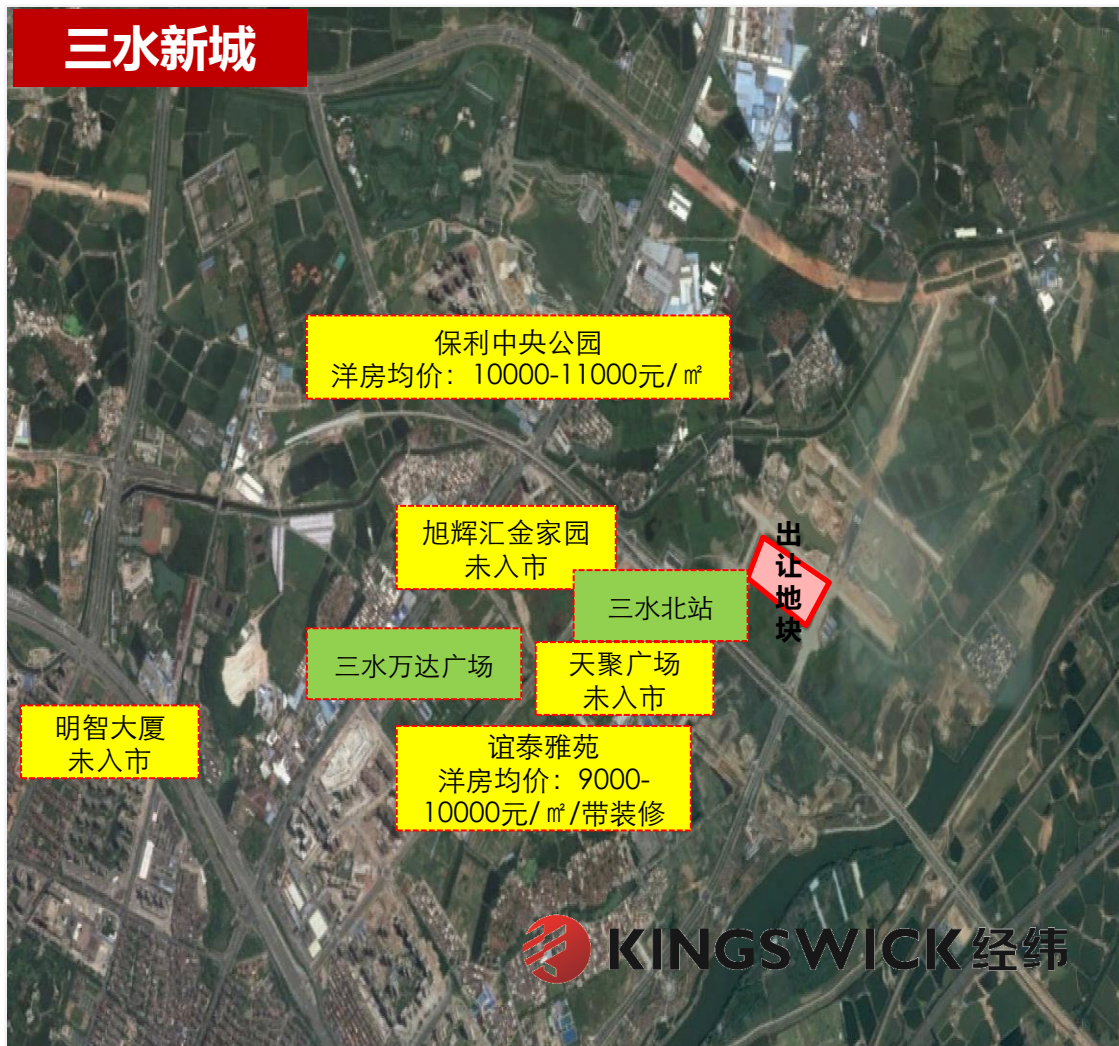 三水新城
保利中央公园
洋房均价：10000-11000元/㎡
旭辉汇金家园
未入市
出让地块
三水北站
三水万达广场
天聚广场
未入市
明智大厦
未入市
谊泰雅苑
洋房均价：9000-
10000元/㎡/带装修
KINGSWICK经纬